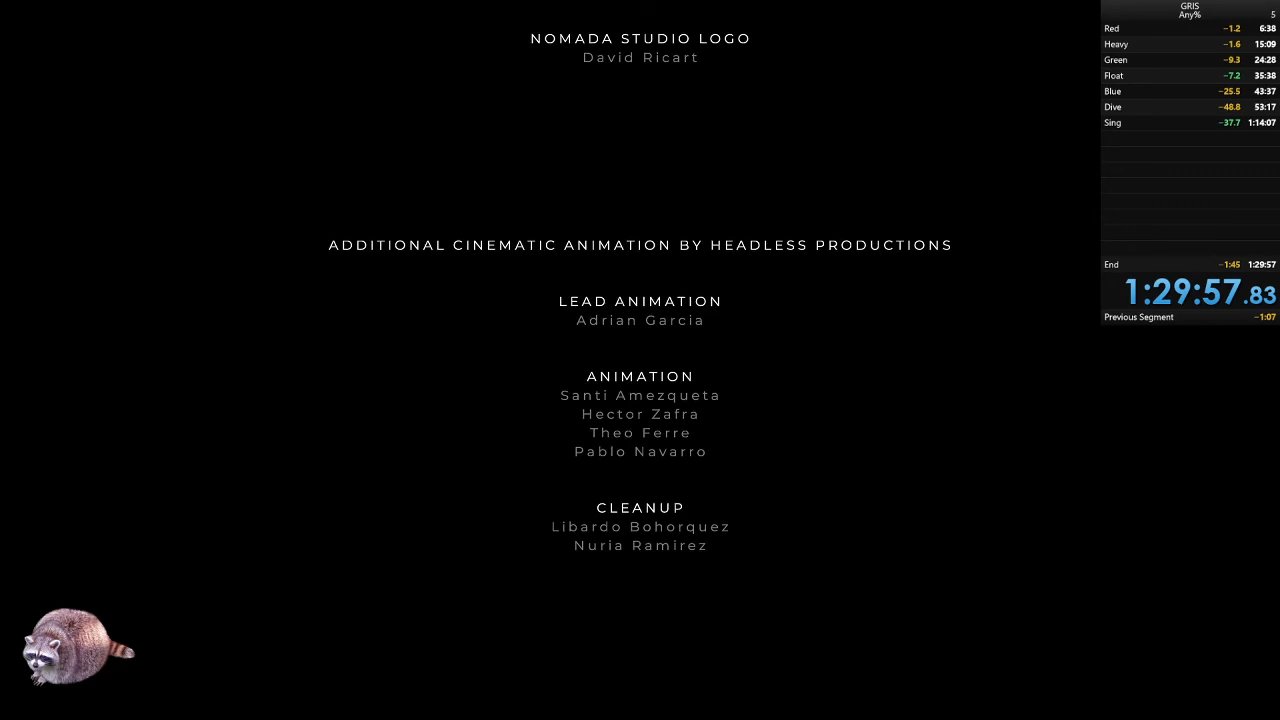 NOMADA STUDIO LOGO
David Ricart
ADDITIONAL CINEMATIC ANIMATION BY HEADLESS PRODUCTIONS
LEAD ANIMATION
Adrian Garcia
ANIMATION
Santi Amezqueta
Hector Zafra
Theo Ferre
Pablo Navarro
CLEANUP
Libardo Bohorquez
Nuria Ramirez
GRIS
Any% 5
Red −1.2 6:38
Heavy −1.6 15:09
Green −9.3 24:28
Float −7.2 35:38
Blue −25.5 43:37
Dive −48.8 53:17
Sing −37.7 1:14:07
End −1:45 1:29:57
1:29:57.83
Previous Segment −1:07